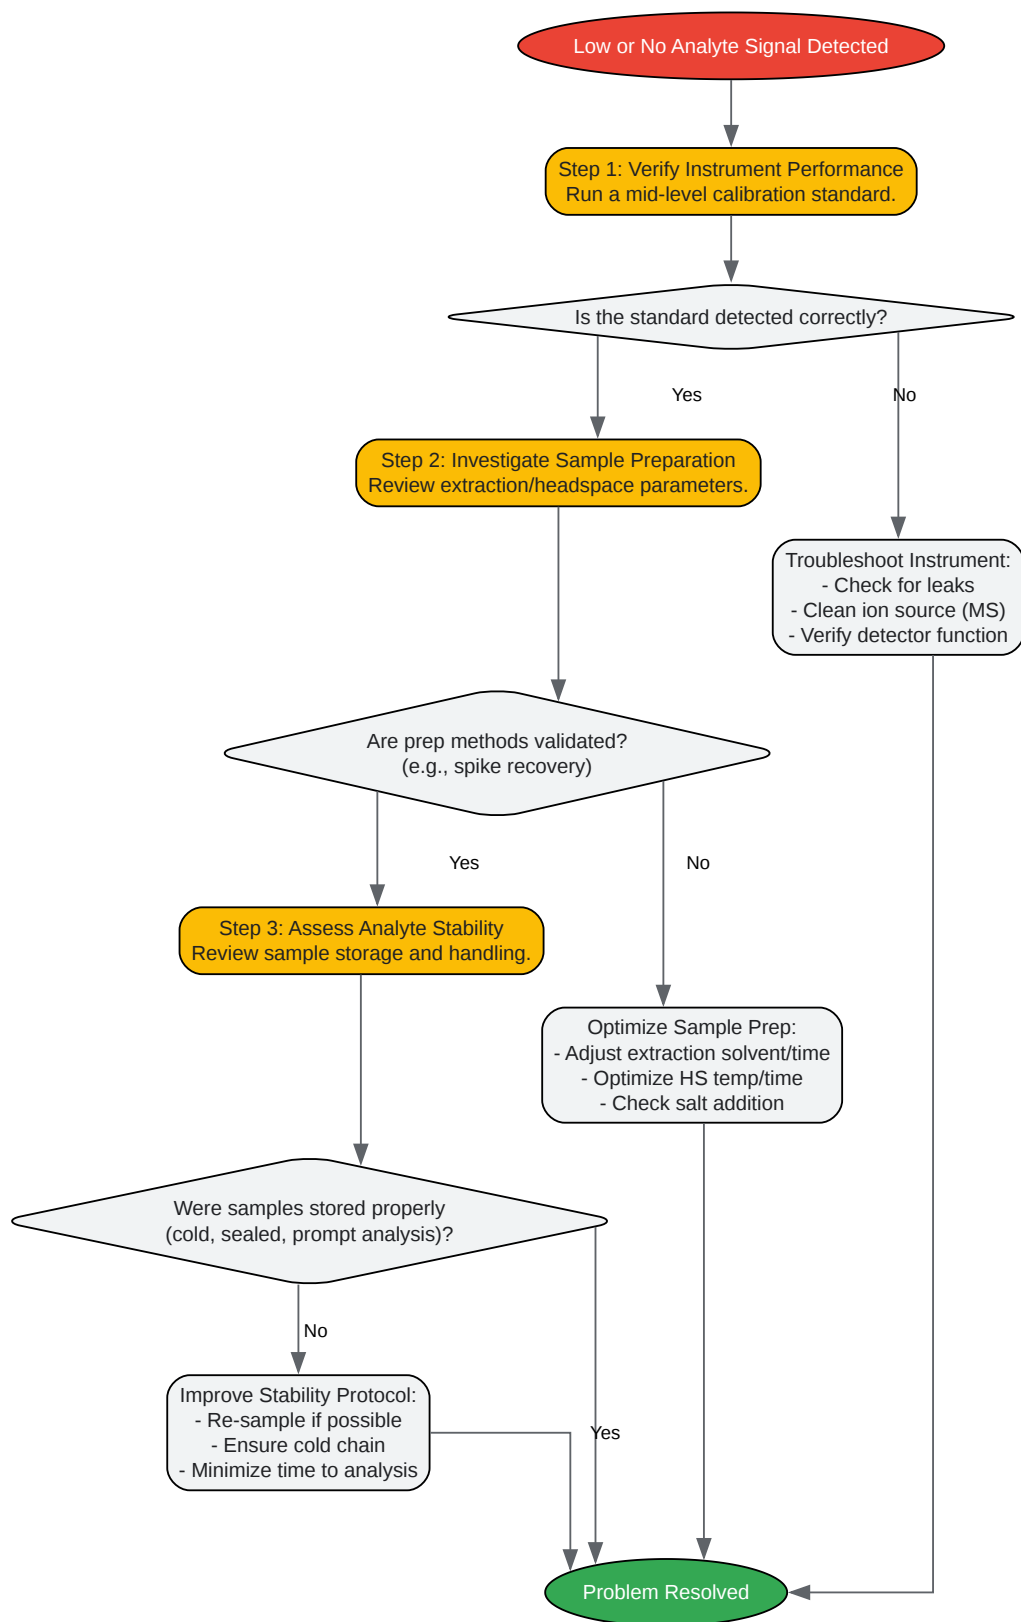 Low or No Analyte Signal Detected
Step 1: Verify Instrument Performance
Run a mid-level calibration standard.
Is the standard detected correctly?
Yes
No
Step 2: Investigate Sample Preparation
Review extraction/headspace parameters.
Troubleshoot Instrument:
- Check for leaks
- Clean ion source (MS)
- Verify detector function
Are prep methods validated?
(e.g., spike recovery)
Yes
No
Step 3: Assess Analyte Stability
Review sample storage and handling.
Optimize Sample Prep:
- Adjust extraction solvent/time
- Optimize HS temp/time
- Check salt addition
Were samples stored properly
(cold, sealed, prompt analysis)?
No
Improve Stability Protocol:
- Re-sample if possible
- Ensure cold chain
- Minimize time to analysis
Yes
Problem Resolved